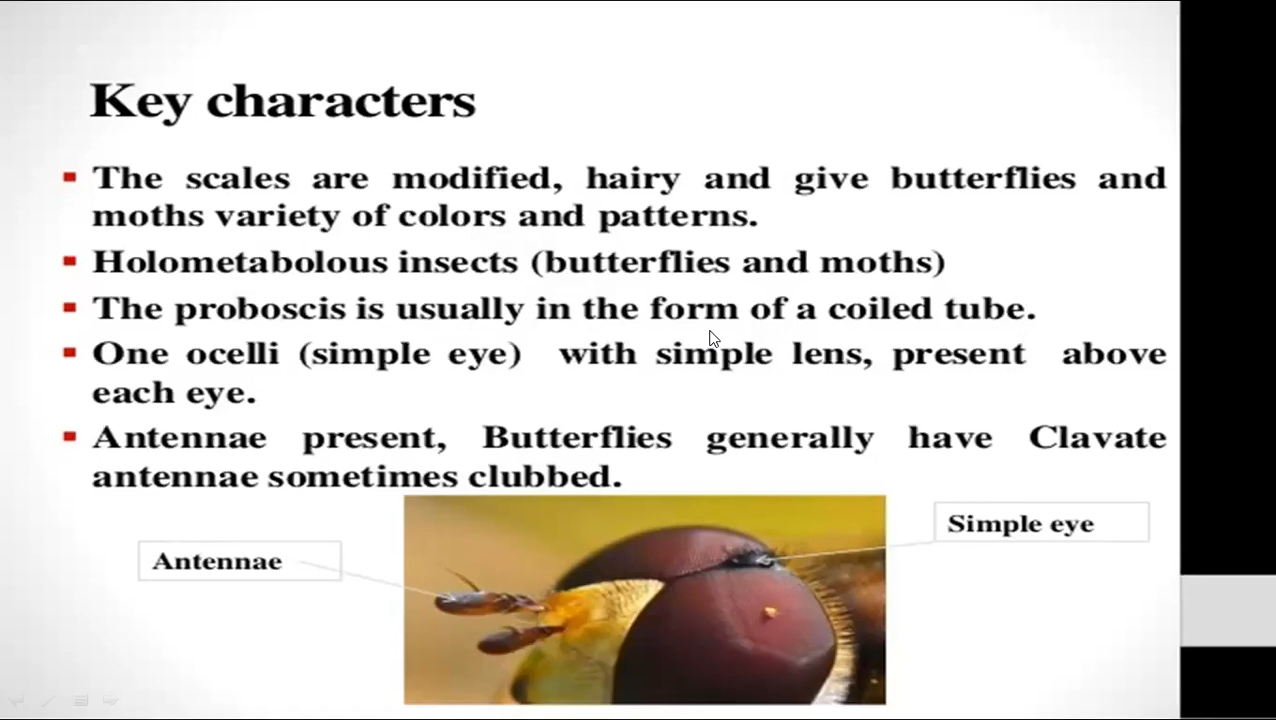 Key characters
The scales are modified, hairy and give butterflies and
moths variety of colors and patterns.
Holometabolous insects (butterflies and moths)
The proboscis is usually in the form of a coiled tube.
One ocelli (simple eye) with simple lens, present above
each eye.
Antennae present, Butterflies generally have Clavate
antennae sometimes clubbed.
Simple eye
Antennae